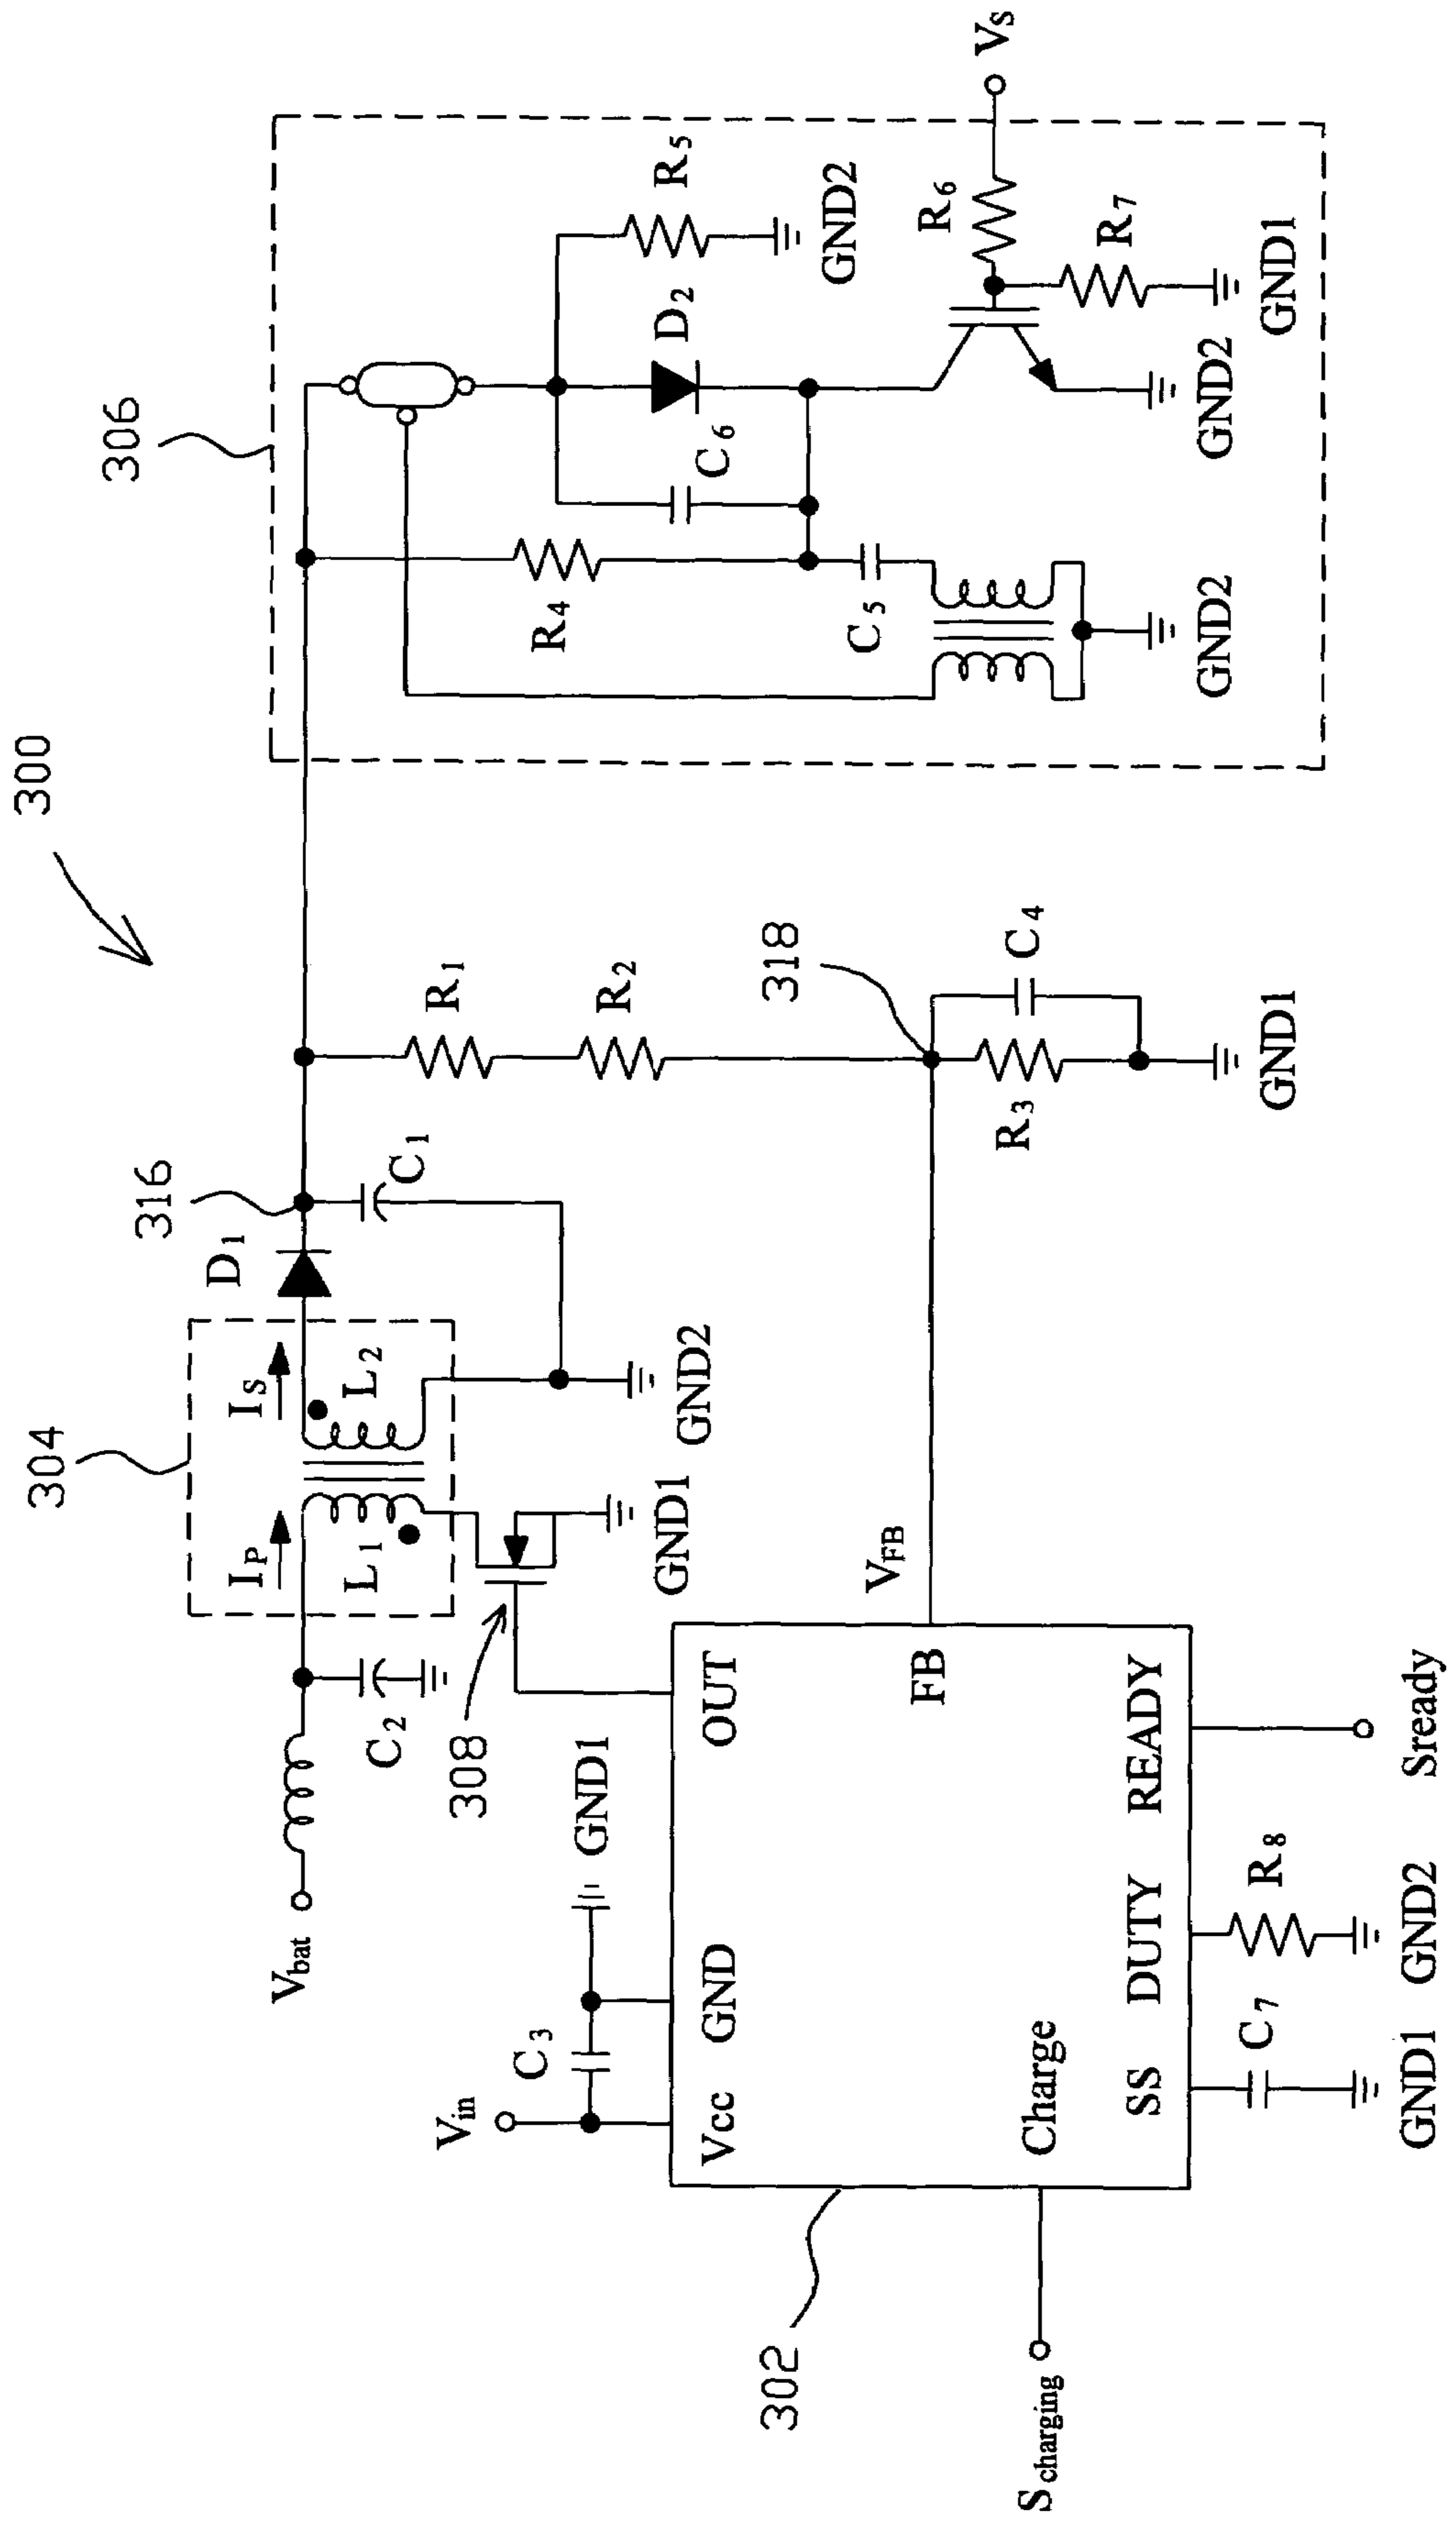 300
304
306
316
D1
IP
IS
L1
L2
C1
Vbat
C2
308
GND1
GND2
R1
R2
318
R3
C4
GND1
R4
C6
D2
R5
GND2
C5
GND2
GND2
R6
VS
R7
GND1
Vin
C3
GND1
Vcc
GND
OUT
VFB
FB
302
Charge
Scharging
SS
DUTY
READY
C7
R8
GND1
GND2
Sready